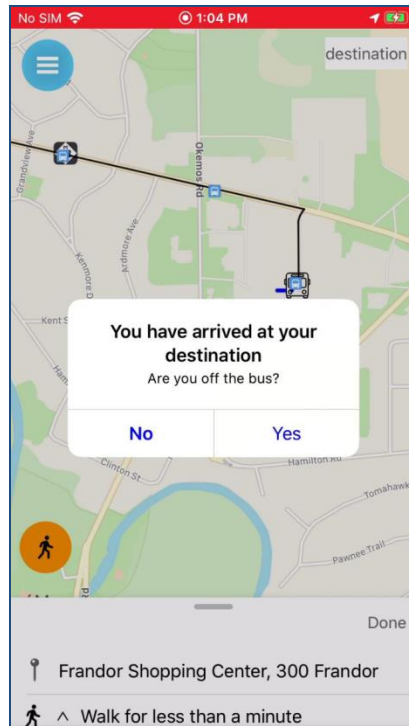 No SIM 1:04 PM
destination
Grandview Ave
Okemos Rd
Ardmore Ave
Kenmore D
Kent S
You have arrived at your
destination
Are you off the bus?
No Yes
Hamilton Rd
Clinton St
Tomahawk
Pawnee Trail
Done
Frandor Shopping Center, 300 Frandor
Walk for less than a minute